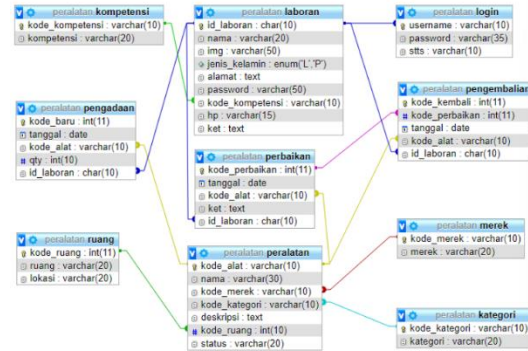 peralatan kompetensi
kode_kompetensi : varchar(10)
kompetensi : varchar(20)
peralatan laboran
id_laboran : char(10)
nama : varchar(20)
img : varchar(50)
jenis_kelamin : enum('L','P')
alamat : text
password : varchar(50)
kode_kompetensi : varchar(10)
hp : varchar(15)
ket : text
peralatan login
username : varchar(10)
password : varchar(35)
stts : varchar(10)
peralatan pengadaan
kode_baru : int(11)
tanggal : date
kode_alat : varchar(10)
qty : int(10)
id_laboran : char(10)
peralatan perbaikan
kode_perbaikan : int(11)
tanggal : date
kode_alat : varchar(10)
ket : text
id_laboran : char(10)
peralatan pengembalian
kode_kembali : int(11)
kode_perbaikan : int(11)
tanggal : date
kode_alat : varchar(10)
id_laboran : char(10)
peralatan ruang
kode_ruang : int(11)
ruang : varchar(20)
lokasi : varchar(20)
peralatan peralatan
kode_alat : varchar(10)
nama : varchar(30)
kode_merek : varchar(10)
kode_kategori : varchar(10)
deskripsi : text
kode_ruang : int(10)
status : varchar(20)
peralatan merek
kode_merek : varchar(10)
merek : varchar(20)
peralatan kategori
kode_kategori : varchar(10)
kategori : varchar(20)